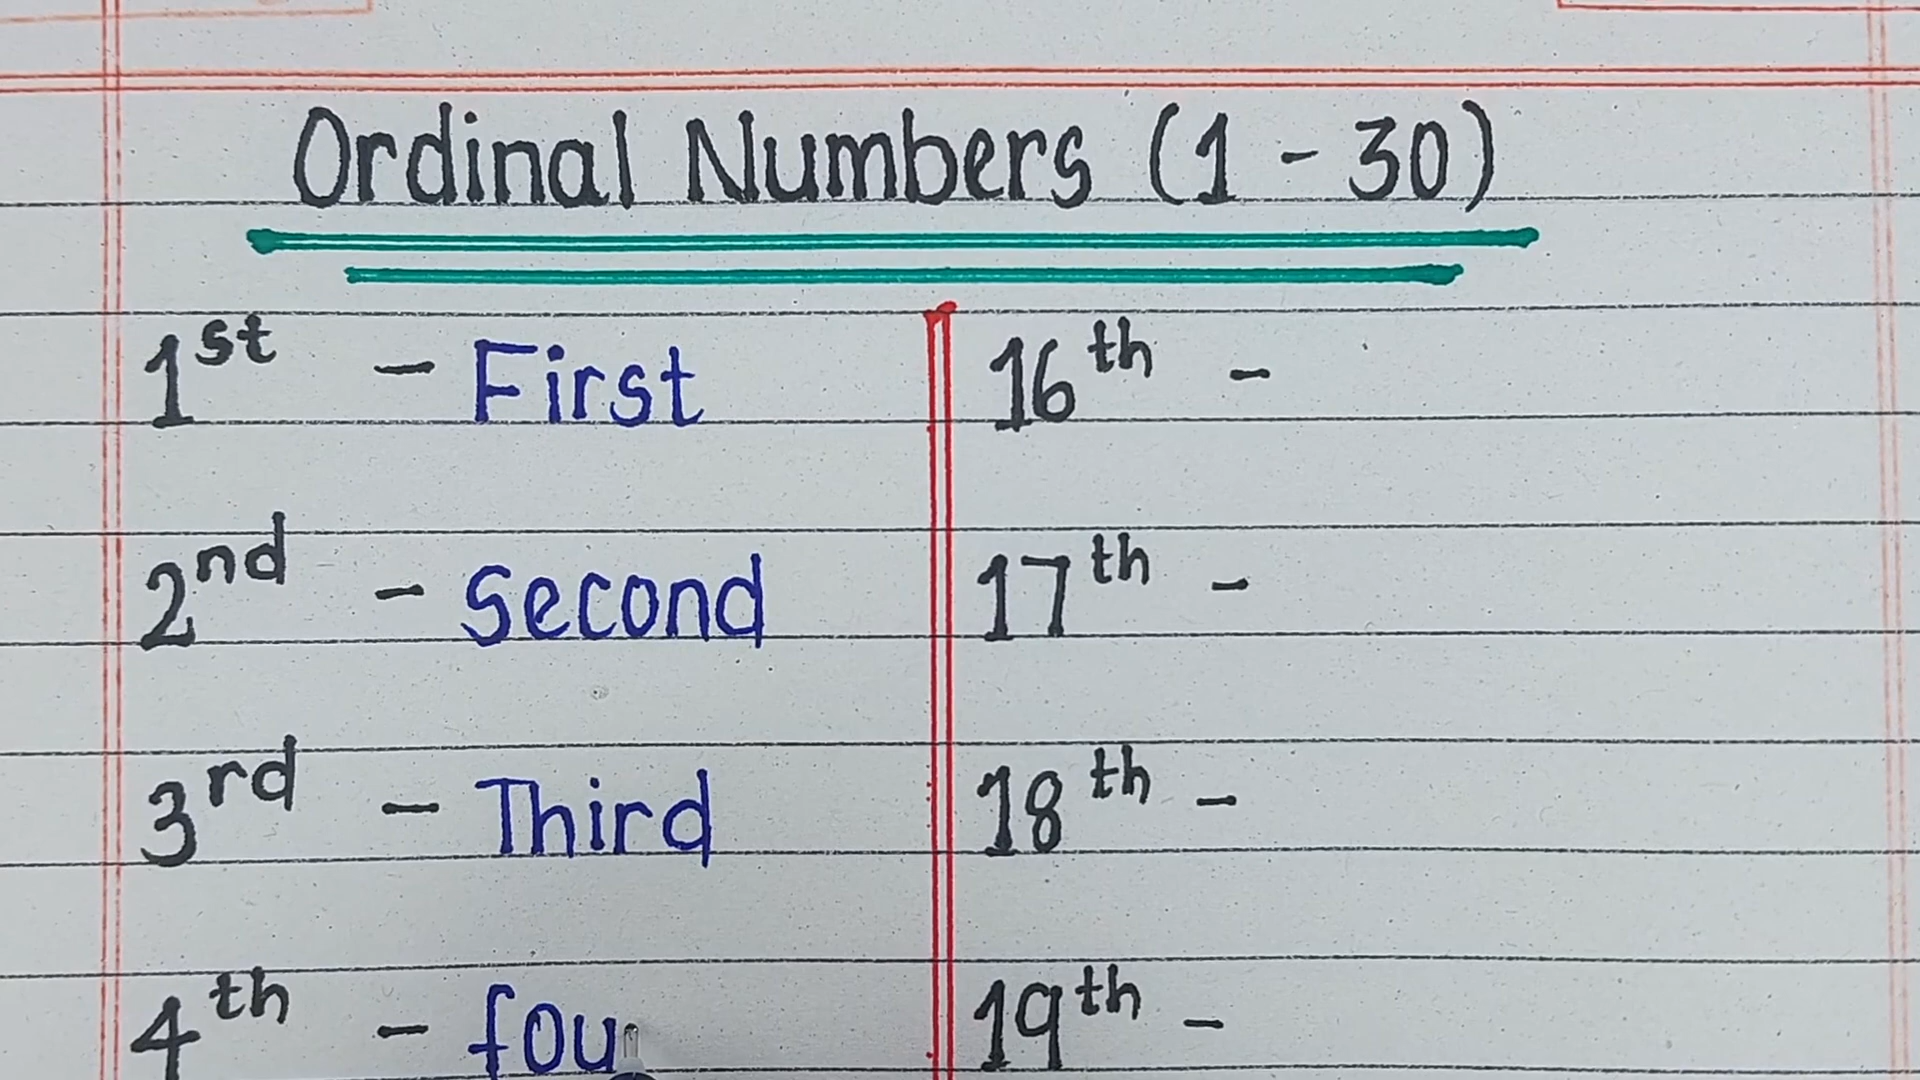 Ordinal Numbers (1 - 30)
1st - First
2nd - Second
3rd - Third
4th - fou
16th -
17th -
18th -
19th -